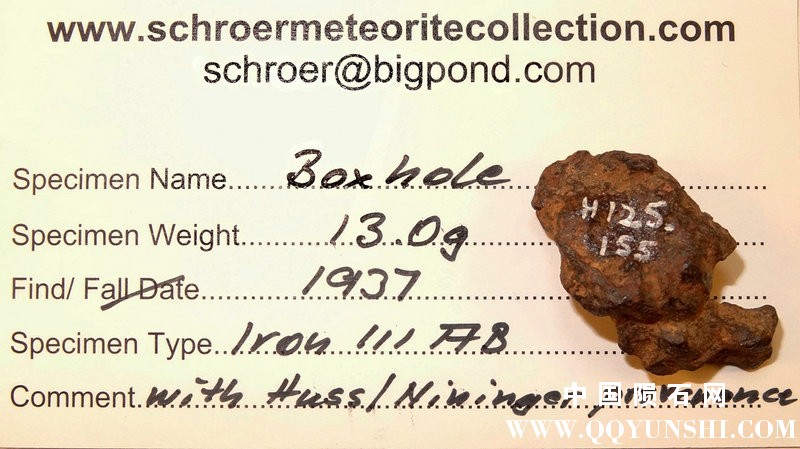 www.schroermeteoritecollection.com
schroer@bigpond.com
Specimen Name............Boxhole
Specimen Weight............13.0g
Find/ Fall Date............1937
Specimen Type............Iron III AB
Comment............with Huss/Nininger provenance
H125.
155
中国陨石网
WWW.QQYUNSHI.COM